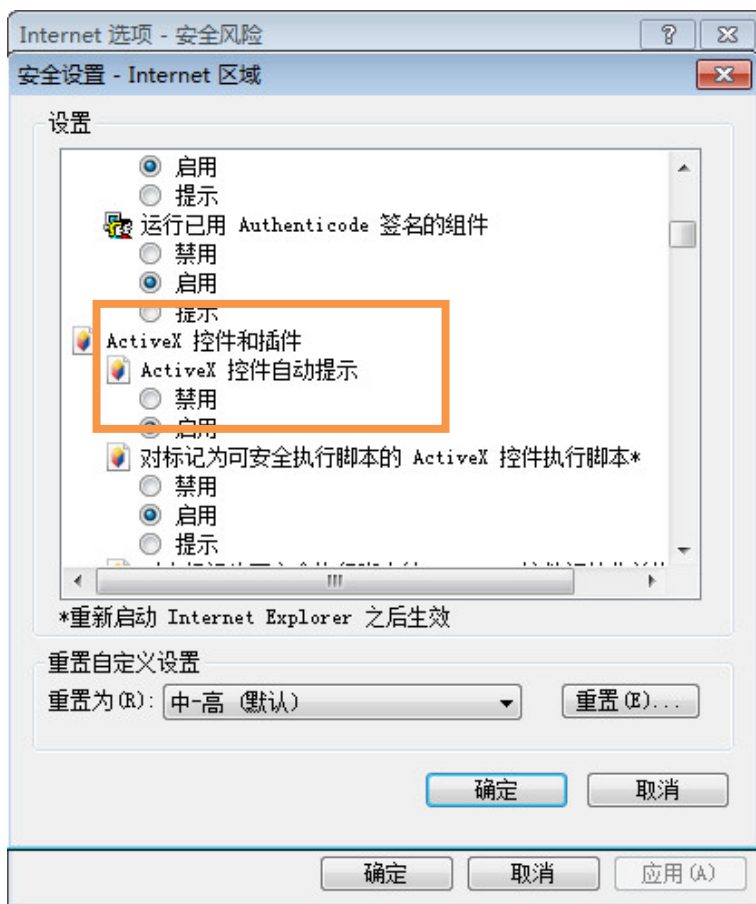 Internet 选项 - 安全风险
安全设置 - Internet 区域
设置
启用
提示
运行已用 Authenticode 签名的组件
禁用
启用
提示
ActiveX 控件和插件
ActiveX 控件自动提示
禁用
启用
对标记为可安全执行脚本的 ActiveX 控件执行脚本*
禁用
启用
提示
*重新启动 Internet Explorer 之后生效
重置自定义设置
重置为(R): 中-高 (默认) 重置(E)...
确定 取消
确定 取消 应用(A)